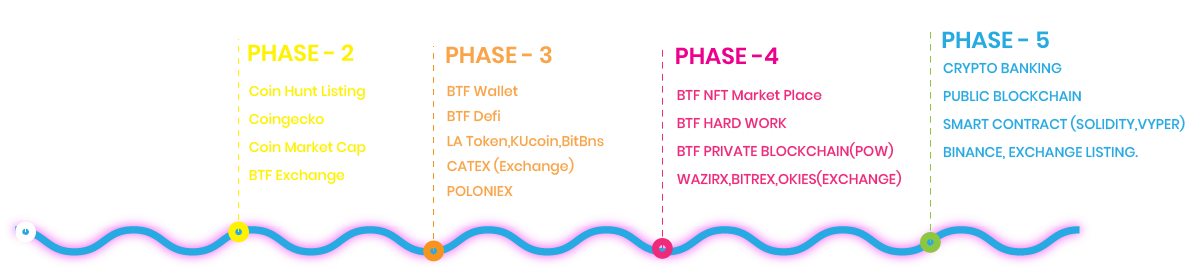 PHASE - 2
Coin Hunt Listing
Coingecko
Coin Market Cap
BTF Exchange
PHASE - 3
BTF Wallet
BTF Defi
LA Token,KUcoin,BitBns
CATEX (Exchange)
POLONIEX
PHASE -4
BTF NFT Market Place
BTF HARD WORK
BTF PRIVATE BLOCKCHAIN(POW)
WAZIRX,BITREX,OKIES(EXCHANGE)
PHASE - 5
CRYPTO BANKING
PUBLIC BLOCKCHAIN
SMART CONTRACT (SOLIDITY,VYPER)
BINANCE, EXCHANGE LISTING.